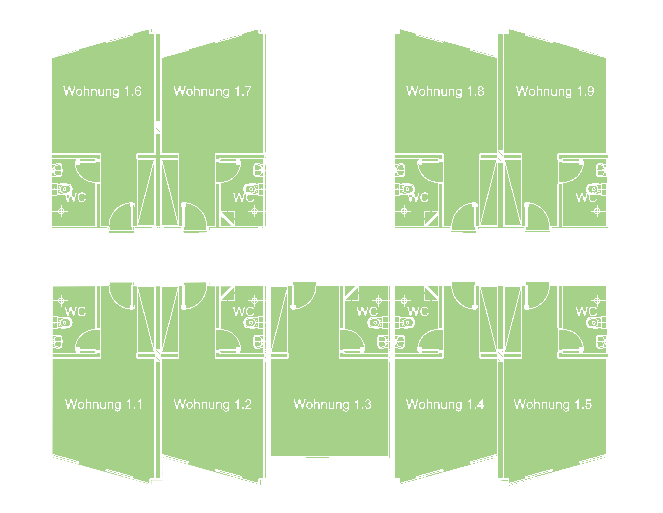 Wohnung 1.6
Wohnung 1.7
Wohnung 1.8
Wohnung 1.9
WC
WC
WC
WC
WC
WC
WC
WC
WC
Wohnung 1.1
Wohnung 1.2
Wohnung 1.3
Wohnung 1.4
Wohnung 1.5